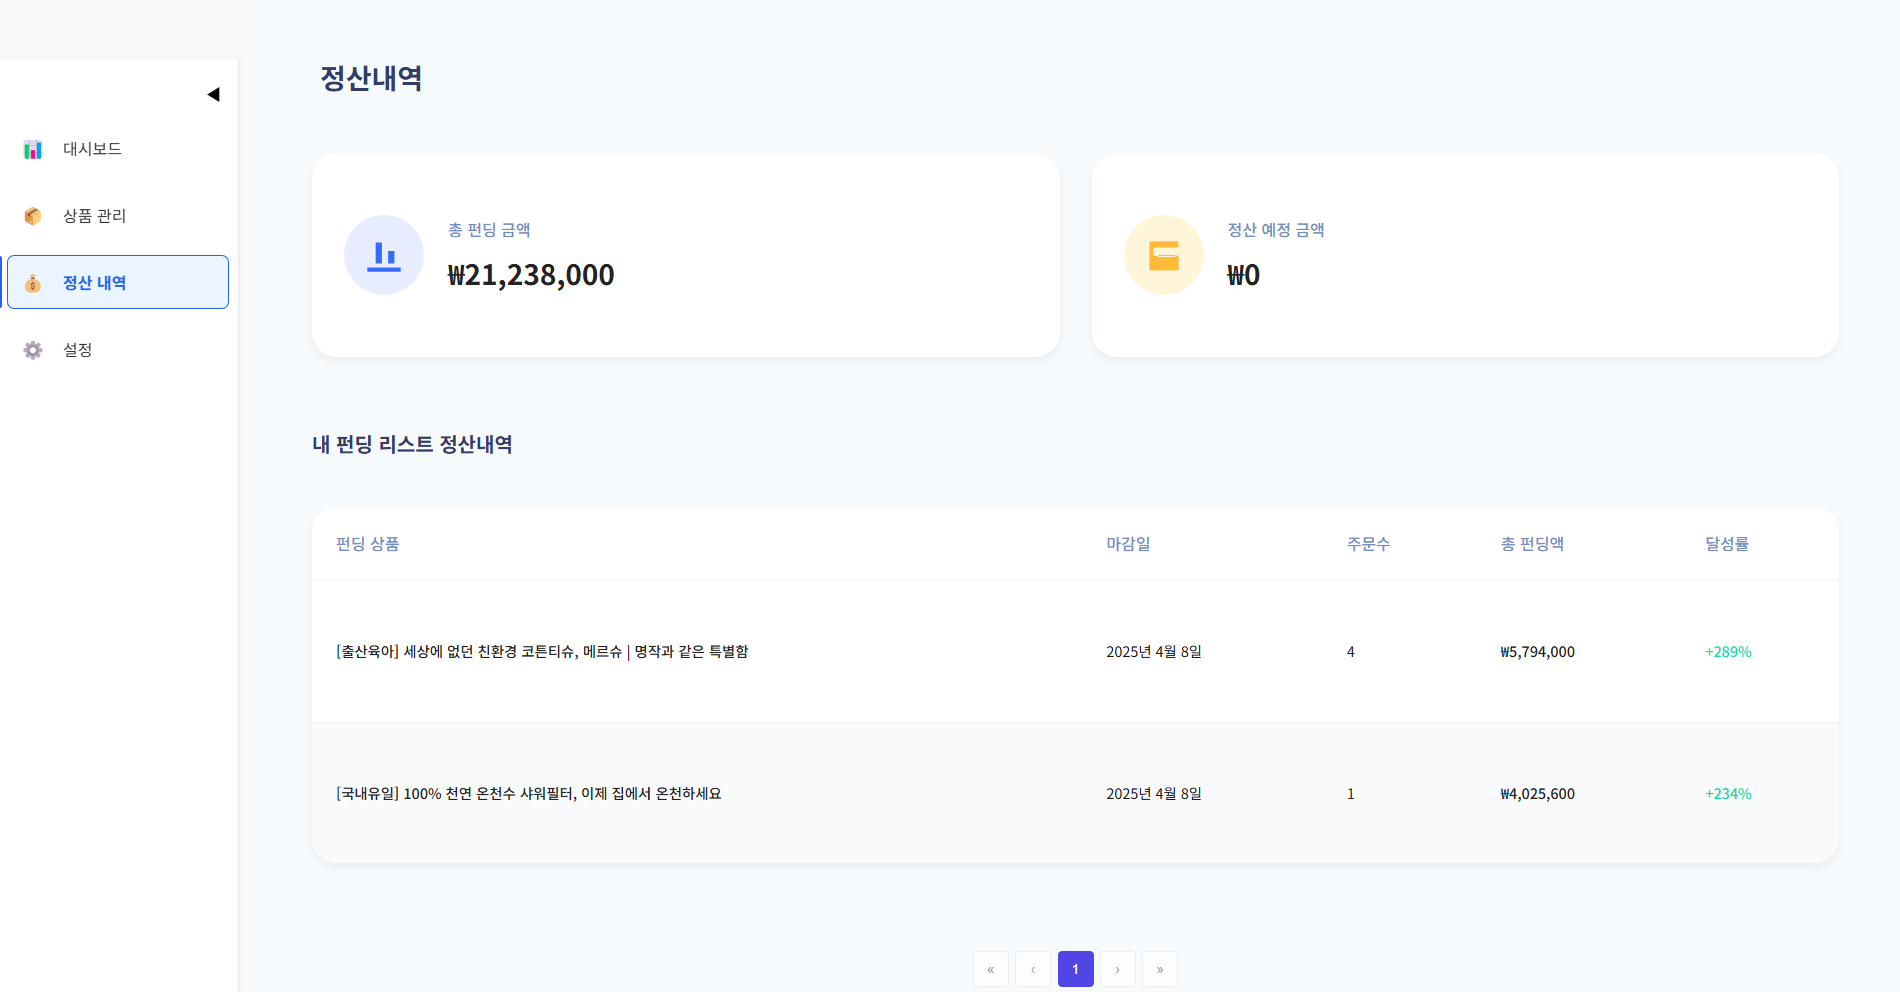 정산내역
대시보드
상품 관리
정산 내역
설정
총 펀딩 금액
₩21,238,000
정산 예정 금액
₩0
내 펀딩 리스트 정산내역
펀딩 상품 마감일 주문수 총 펀딩액 달성률
[출산육아] 세상에 없던 친환경 코튼티슈, 메르슈 | 명작과 같은 특별함 2025년 4월 8일 4 ₩5,794,000 +289%
[국내유일] 100% 천연 온천수 샤워필터, 이제 집에서 온천하세요 2025년 4월 8일 1 ₩4,025,600 +234%
« ‹ 1 › »